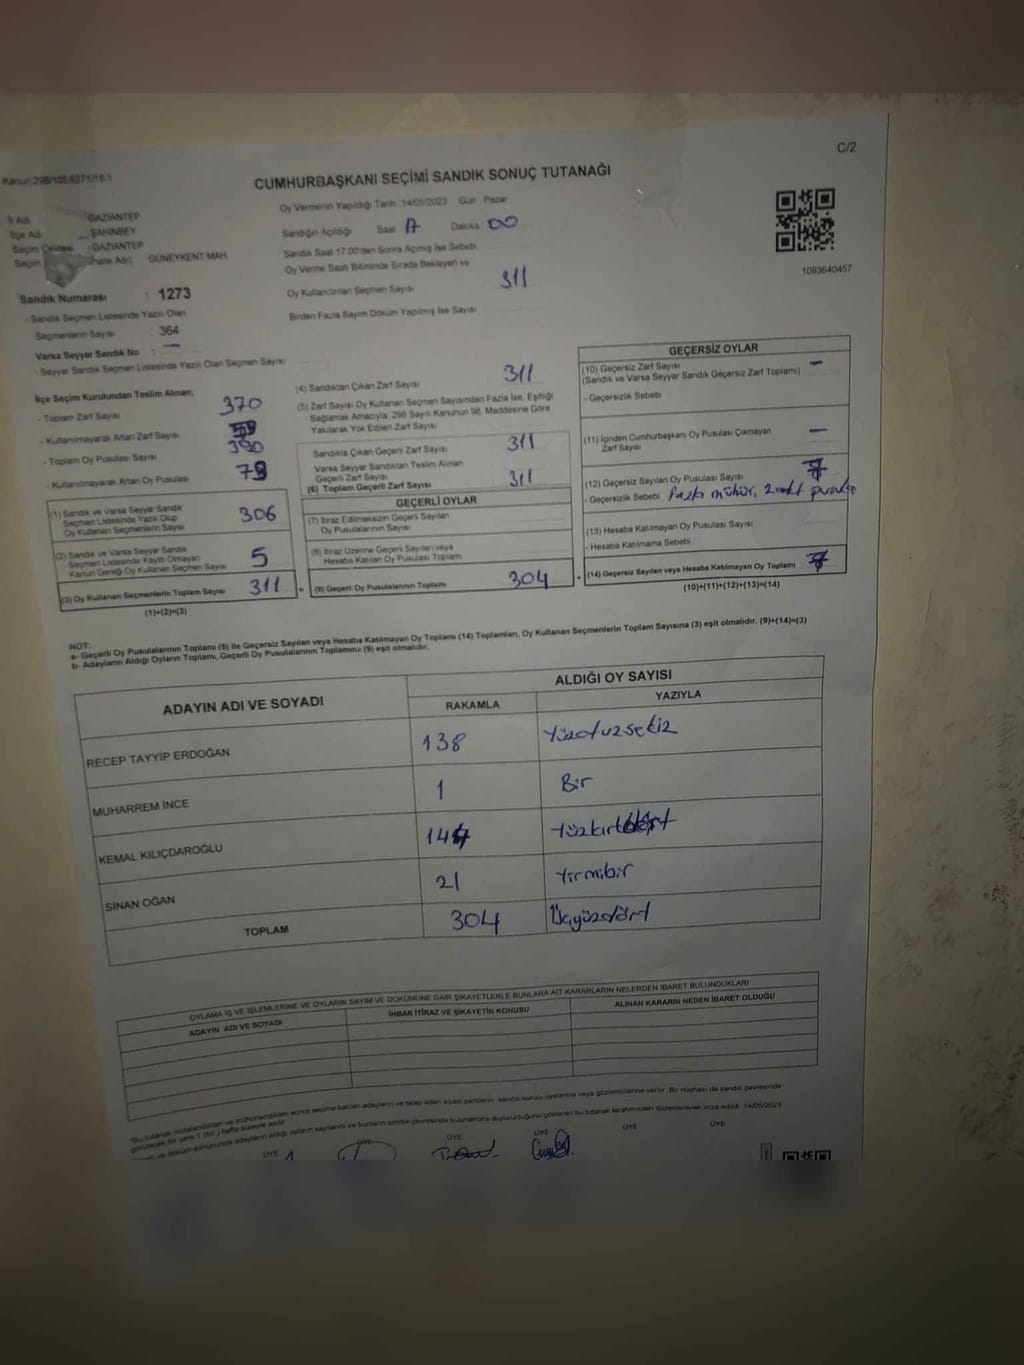 C/2
Kanun:298/105;6271/16-1
CUMHURBAŞKANI SEÇİMİ SANDIK SONUÇ TUTANAĞI
İl Adı : GAZİANTEP
İlçe Adı : ŞAHİNBEY
Seçim Çevresi : GAZİANTEP
Seçim Adı) GÜNEYKENT MAH
Sandık Numarası : 1273
- Sandık Seçmen Listesinde Yazılı Olan
Seçmenlerin Sayısı : 364
Varsa Seyyar Sandık No : -
- Seyyar Sandık Seçmen Listesinde Yazılı Olan Seçmen Sayısı
Oy Vermenin Yapıldığı Tarih :14/05/2023 Gün Pazar
Sandığın Açıldığı Saat 17 Dakika 00
Sandık Saat 17:00'den Sonra Açılmış İse Sebebi
Oy Verme Saati Bitiminde Sırada Bekleyen ve
Oy Kullandırılan Seçmen Sayısı 311
Birden Fazla Sayım Döküm Yapılmış İse Sayısı
1093640457
İlçe Seçim Kurulundan Teslim Alınan;
- Toplam Zarf Sayısı 370
- Kullanılmayarak Artan Zarf Sayısı 59
- Toplam Oy Pusulası Sayısı 390
- Kullanılmayarak Artan Oy Pusulası 79
(1) Sandık ve Varsa Seyyar Sandık
Seçmen Listesinde Yazılı Olup
Oy Kullanan Seçmenlerin Sayısı 306
(2) Sandık ve Varsa Seyyar Sandık
Seçmen Listesinde Kayıtlı Olmayan
Kanun Gereği Oy Kullanan Seçmen Sayısı 5
(3) Oy Kullanan Seçmenlerin Toplam Sayısı 311
(1)+(2)=(3)
(4) Sandıktan Çıkan Zarf Sayısı 311
(5) Zarf Sayısı Oy Kullanan Seçmen Sayısından Fazla İse, Eşitliği
Sağlamak Amacıyla, 298 Sayılı Kanunun 98. Maddesine Göre
Yakılarak Yok Edilen Zarf Sayısı
Sandıkta Çıkan Geçerli Zarf Sayısı 311
Varsa Seyyar Sandıktan Teslim Alınan
Geçerli Zarf Sayısı
(6) Toplam Geçerli Zarf Sayısı 311
GEÇERLİ OYLAR
(7) İtiraz Edilmeksizin Geçerli Sayılan
Oy Pusulalarının Sayısı
(8) İtiraz Üzerine Geçerli Sayılan veya
Hesaba Katılan Oy Pusulası Toplamı
(9) Geçerli Oy Pusulalarının Toplamı 304
GEÇERSİZ OYLAR
(10) Geçersiz Zarf Sayısı -
(Sandık ve Varsa Seyyar Sandık Geçersiz Zarf Toplamı)
- Geçersizlik Sebebi
(11) İçinden Cumhurbaşkanı Oy Pusulası Çıkmayan
Zarf Sayısı -
(12) Geçersiz Sayılan Oy Pusulası Sayısı 7
- Geçersizlik Sebebi Fazla mühür, 2 adet pusula
(13) Hesaba Katılmayan Oy Pusulası Sayısı
- Hesaba Katılmama Sebebi
(14) Geçersiz Sayılan veya Hesaba Katılmayan Oy Toplamı 7
(10)+(11)+(12)+(13)=(14)
NOT:
a- Geçerli Oy Pusulalarının Toplamı (9) ile Geçersiz Sayılan veya Hesaba Katılmayan Oy Toplamı (14) Toplamları, Oy Kullanan Seçmenlerin Toplam Sayısına (3) eşit olmalıdır. (9)+(14)=(3)
b- Adayların Aldığı Oyların Toplamı, Geçerli Oy Pusulalarının Toplamına (9) eşit olmalıdır.
ADAYIN ADI VE SOYADI ALDIĞI OY SAYISI
RAKAMLA YAZIYLA
RECEP TAYYİP ERDOĞAN 138 Yüzotuzsekiz
MUHARREM İNCE 1 Bir
KEMAL KILIÇDAROĞLU 144 Yüzkırkdört
SİNAN OĞAN 21 Yirmibir
TOPLAM 304 Üçyüzdört
OYLAMA İŞ VE İŞLEMLERİNE VE OYLARIN SAYIM VE DÖKÜMÜNE DAİR ŞİKAYETLERLE BUNLARA AİT KARARLARIN NELERDEN İBARET BULUNDUKLARI
ADAYIN ADI VE SOYADI İHBAR İTİRAZ VE ŞİKAYETİN KONUSU ALINAN KARARIN NEDEN İBARET OLDUĞU
ÜYE ÜYE ÜYE ÜYE ÜYE ÜYE